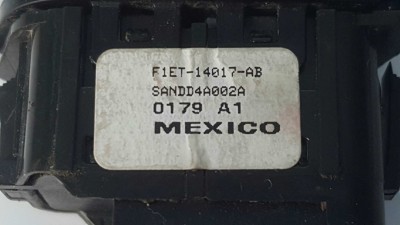 F1ET-14017-AB
SANDD4A002A
0179 A1
MEXICO